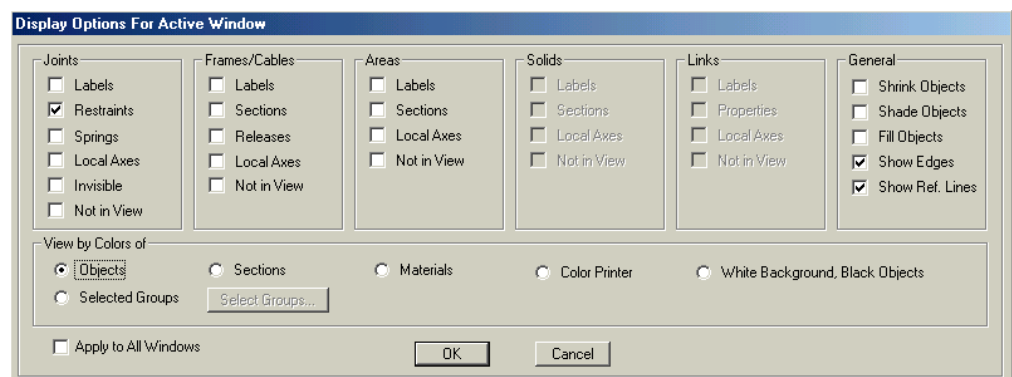 Display Options For Active Window
Joints
Labels
Restraints
Springs
Local Axes
Invisible
Not in View
Frames/Cables
Labels
Sections
Releases
Local Axes
Not in View
Areas
Labels
Sections
Local Axes
Not in View
Solids
Labels
Sections
Local Axes
Not in View
Links
Labels
Properties
Local Axes
Not in View
General
Shrink Objects
Shade Objects
Fill Objects
Show Edges
Show Ref. Lines
View by Colors of
Objects
Sections
Materials
Color Printer
White Background, Black Objects
Selected Groups
Select Groups...
Apply to All Windows
OK
Cancel